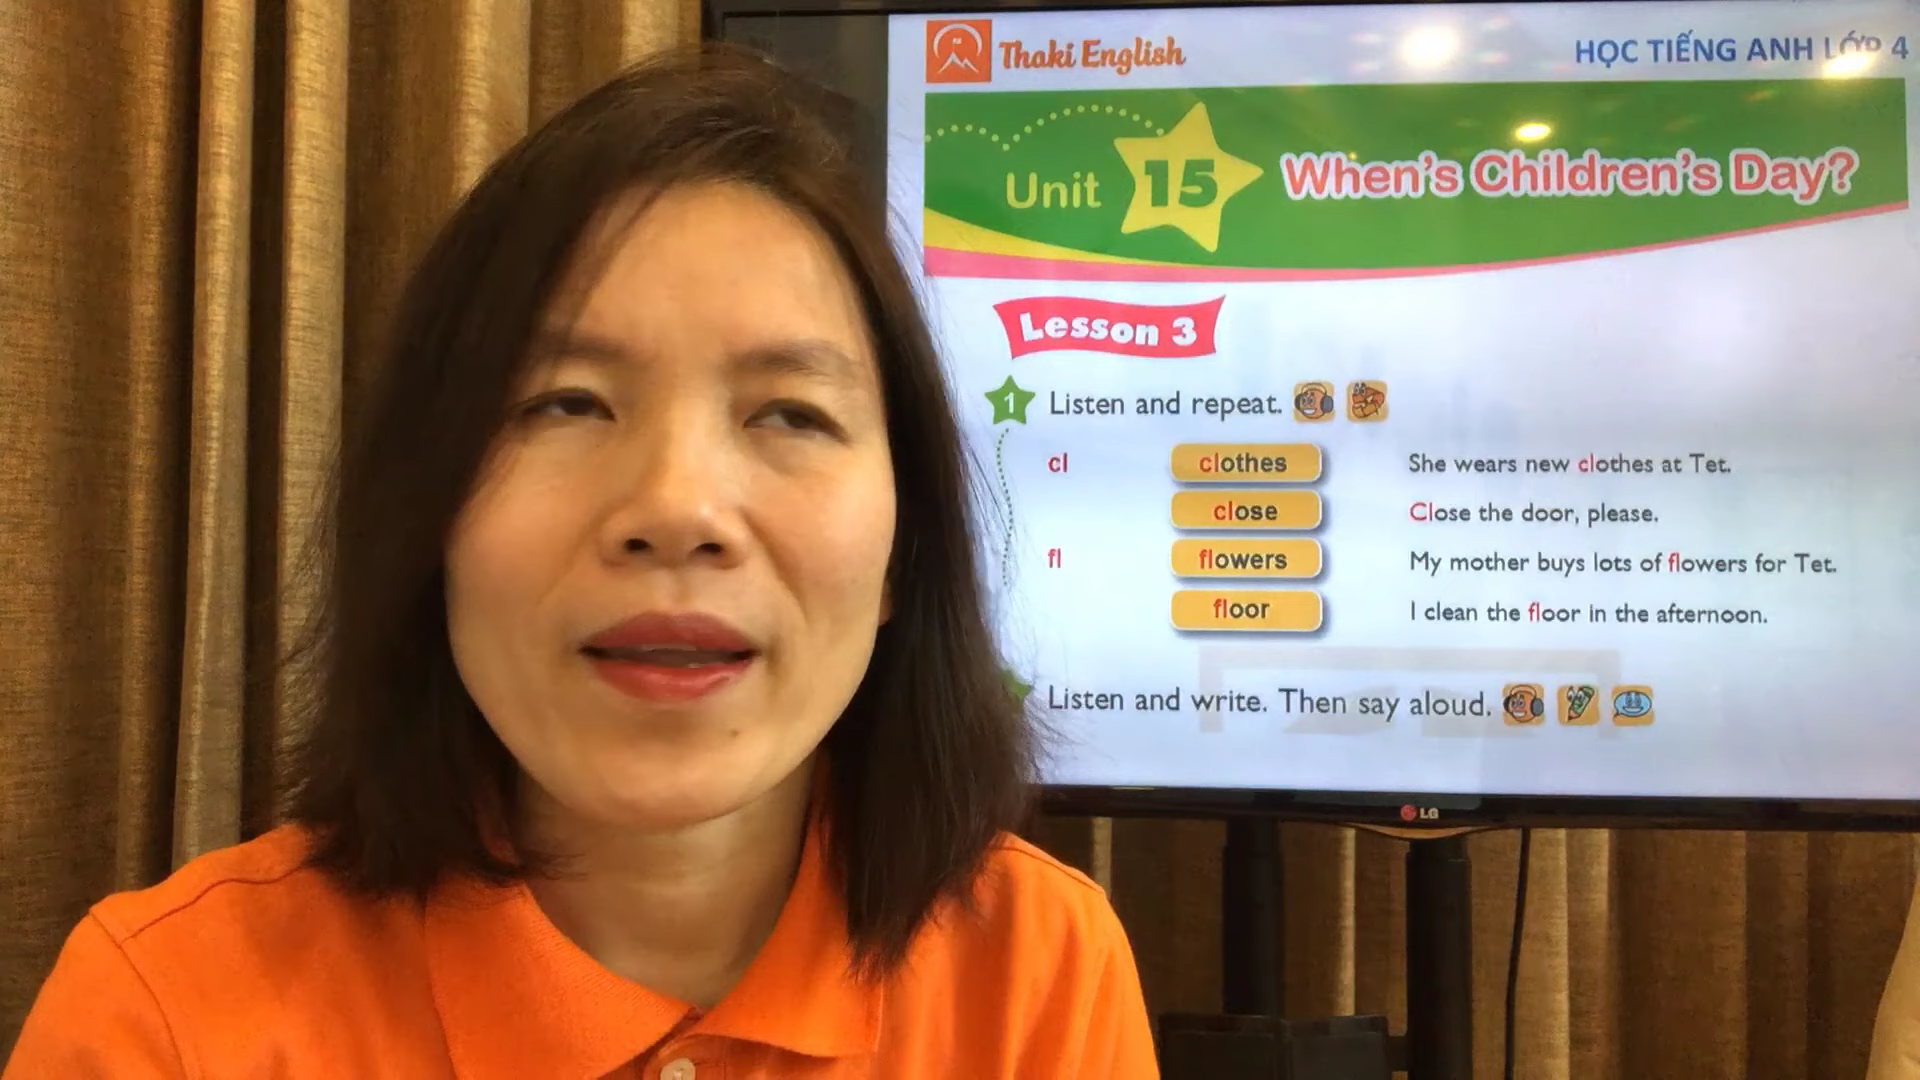 Thaki English
HỌC TIẾNG ANH LỚP 4
Unit 15 When's Children's Day?
Lesson 3
1 Listen and repeat.
cl clothes She wears new clothes at Tet.
close Close the door, please.
fl flowers My mother buys lots of flowers for Tet.
floor I clean the floor in the afternoon.
Listen and write. Then say aloud.
LG